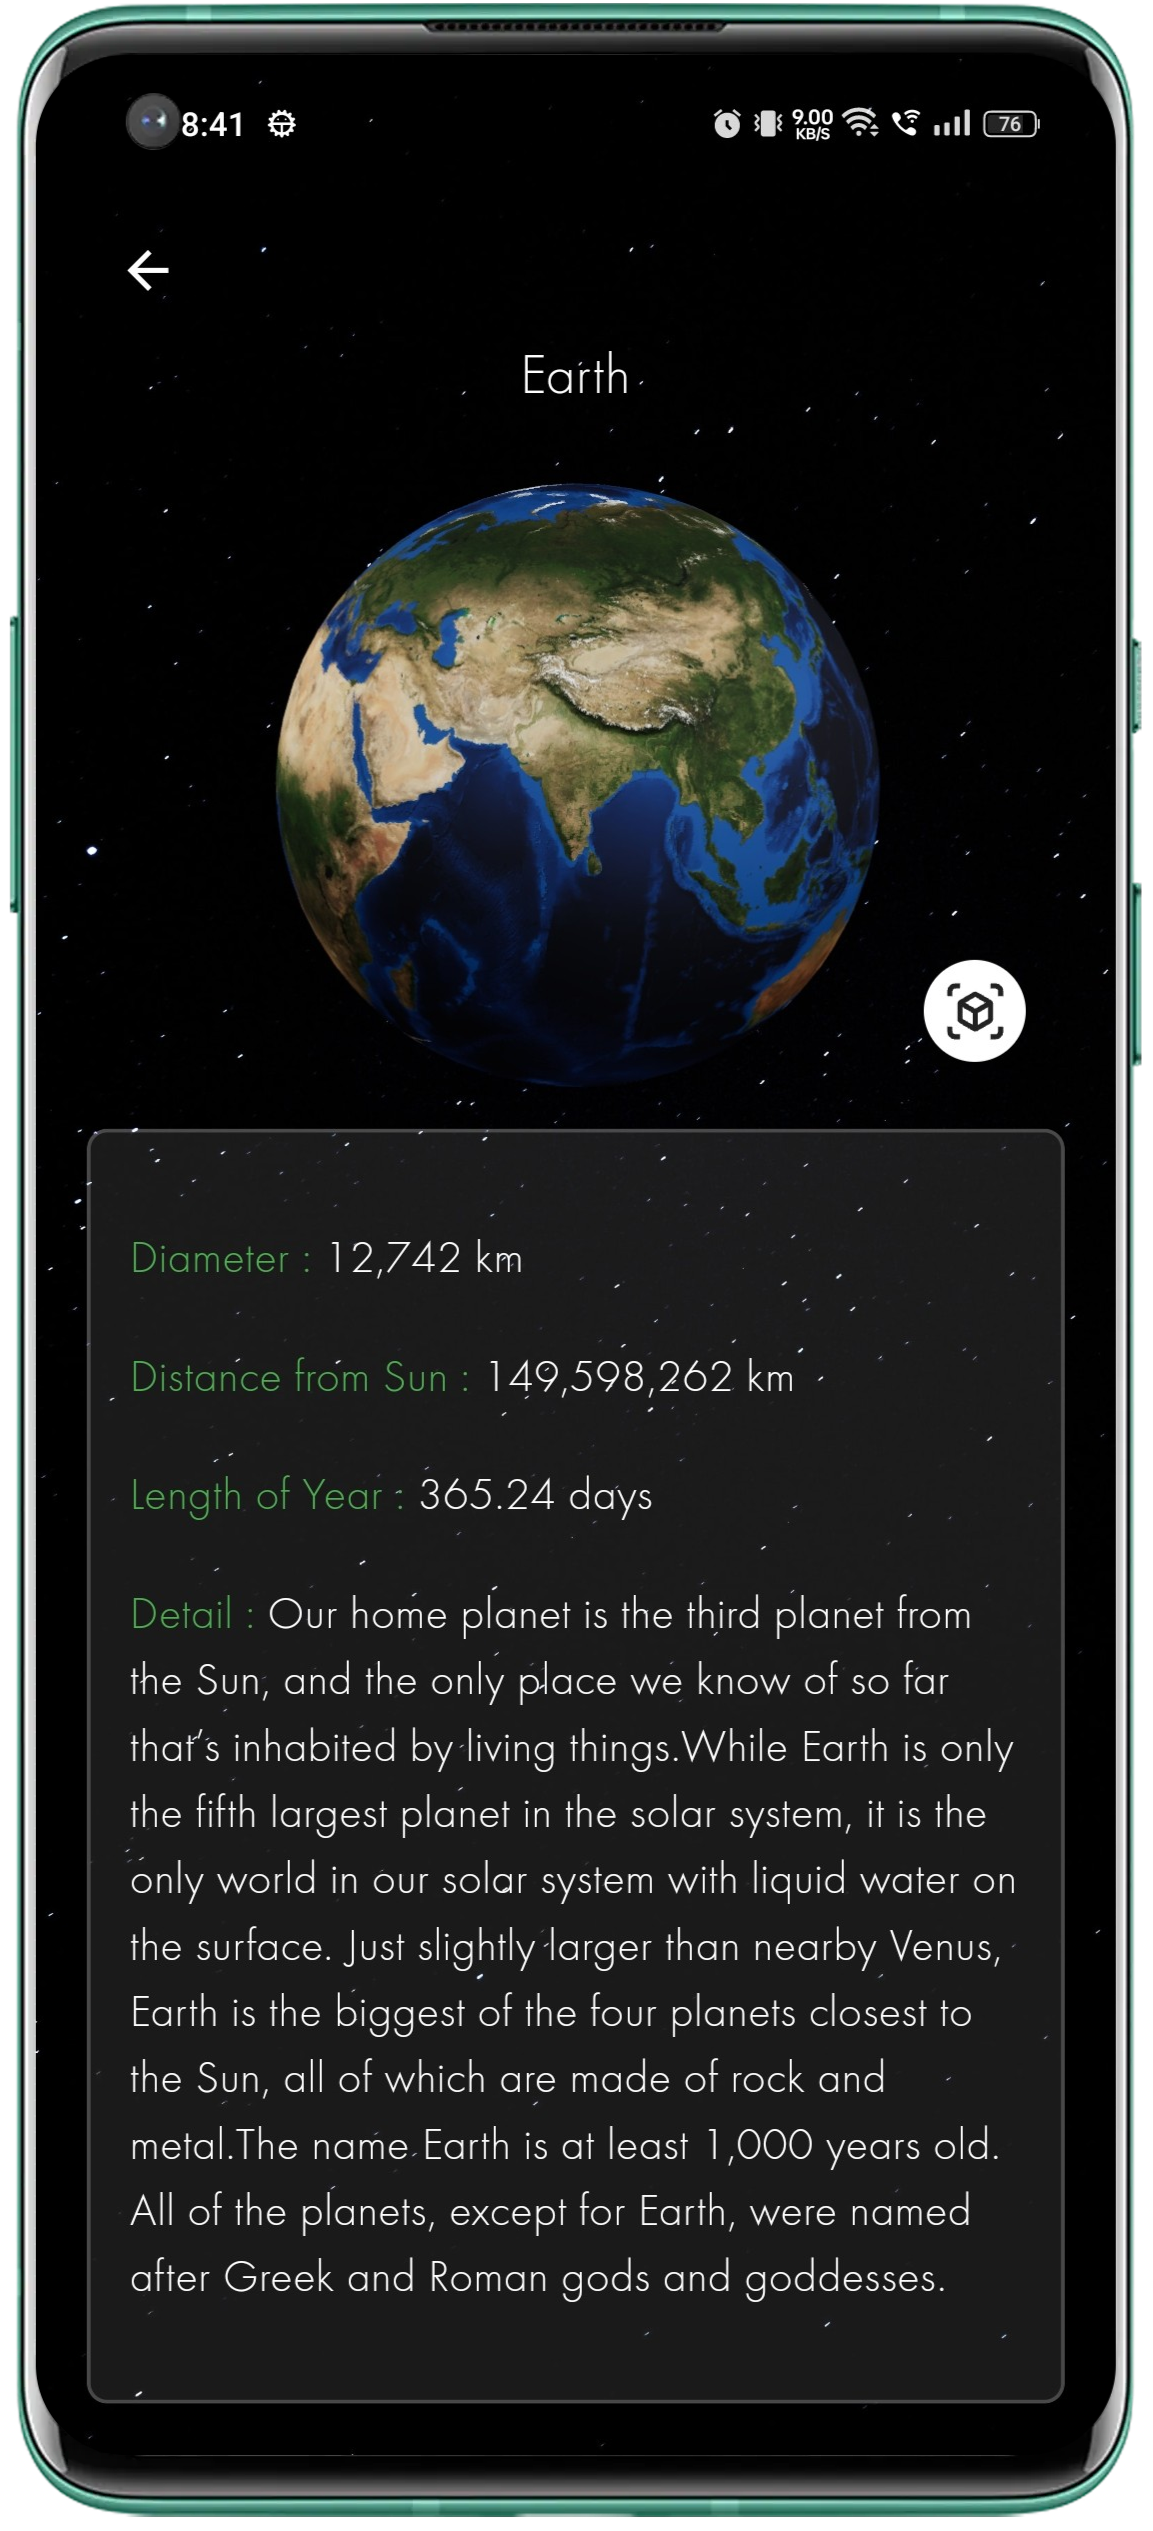 8:41 9.00 KB/S 76
Earth
Diameter : 12,742 km
Distance from Sun : 149,598,262 km
Length of Year : 365.24 days
Detail : Our home planet is the third planet from
the Sun, and the only place we know of so far
that's inhabited by living things.While Earth is only
the fifth largest planet in the solar system, it is the
only world in our solar system with liquid water on
the surface. Just slightly larger than nearby Venus,
Earth is the biggest of the four planets closest to
the Sun, all of which are made of rock and
metal.The name Earth is at least 1,000 years old.
All of the planets, except for Earth, were named
after Greek and Roman gods and goddesses.